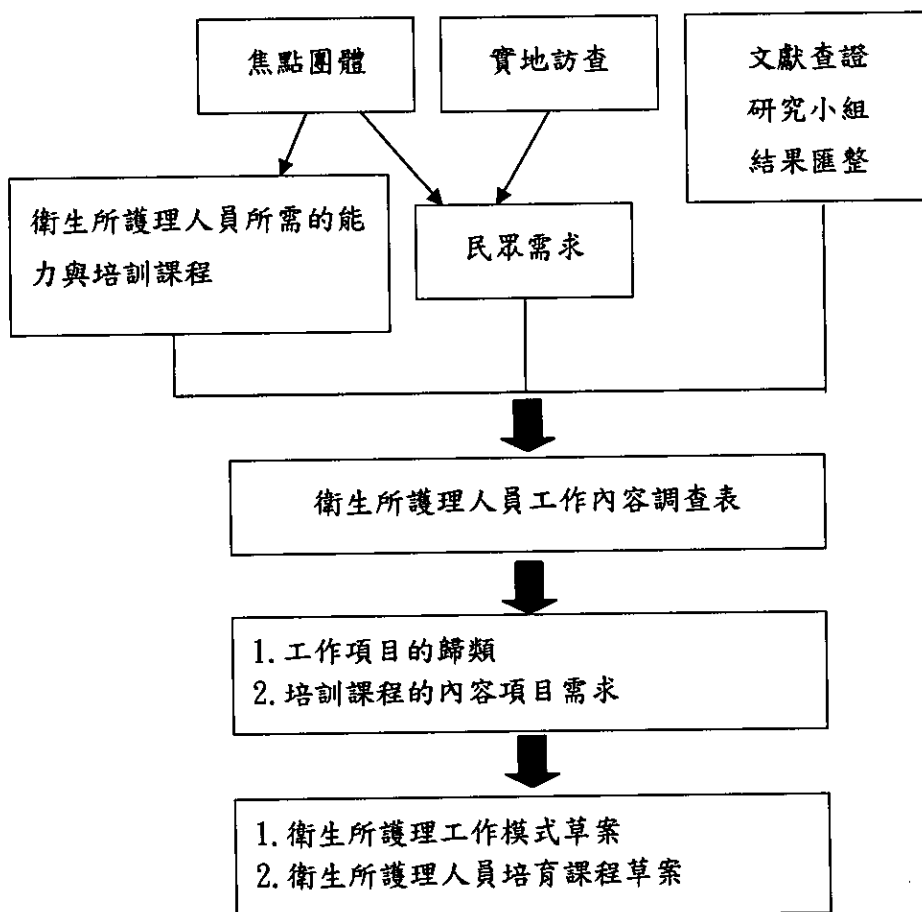 焦點團體
實地訪查
文獻查證
研究小組
結果匯整
衛生所護理人員所需的能
力與培訓課程
民眾需求
衛生所護理人員工作內容調查表
1.工作項目的歸類
2.培訓課程的內容項目需求
1.衛生所護理工作模式草案
2.衛生所護理人員培育課程草案